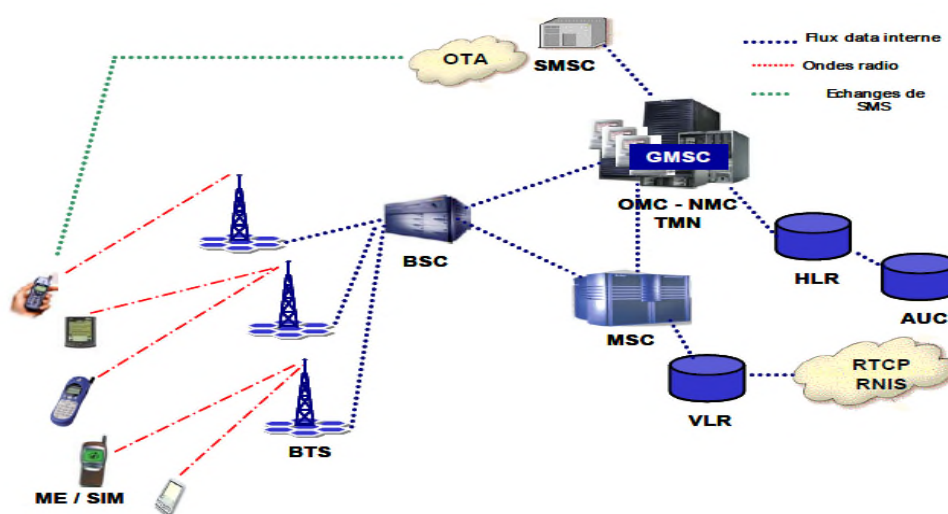 OTA
SMSC
Flux data interne
Ondes radio
Echanges de
SMS
GMSC
OMC - NMC
TMN
BSC
HLR
AUC
MSC
RTCP
RNIS
VLR
BTS
ME / SIM